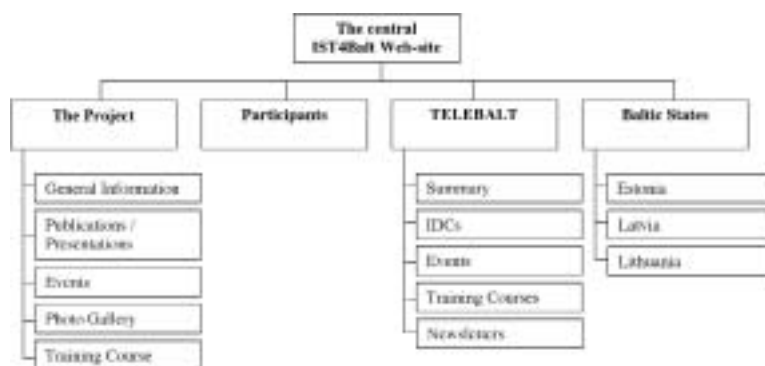 The central
IST4Balt Web-site
The Project
Participants
TELEBALT
Baltic States
General Information
Publications /
Presentations
Events
Photo Gallery
Training Course
Summary
IDCs
Events
Training Courses
Newsletters
Estonia
Latvia
Lithuania